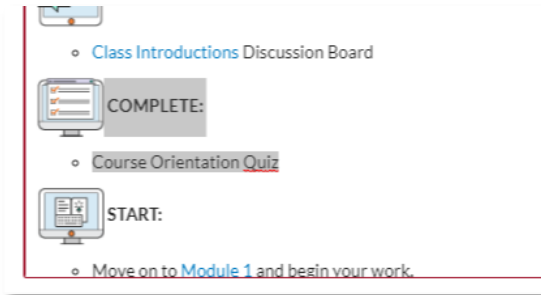 Class Introductions Discussion Board
COMPLETE:
Course Orientation Quiz
START:
Move on to Module 1 and begin your work.